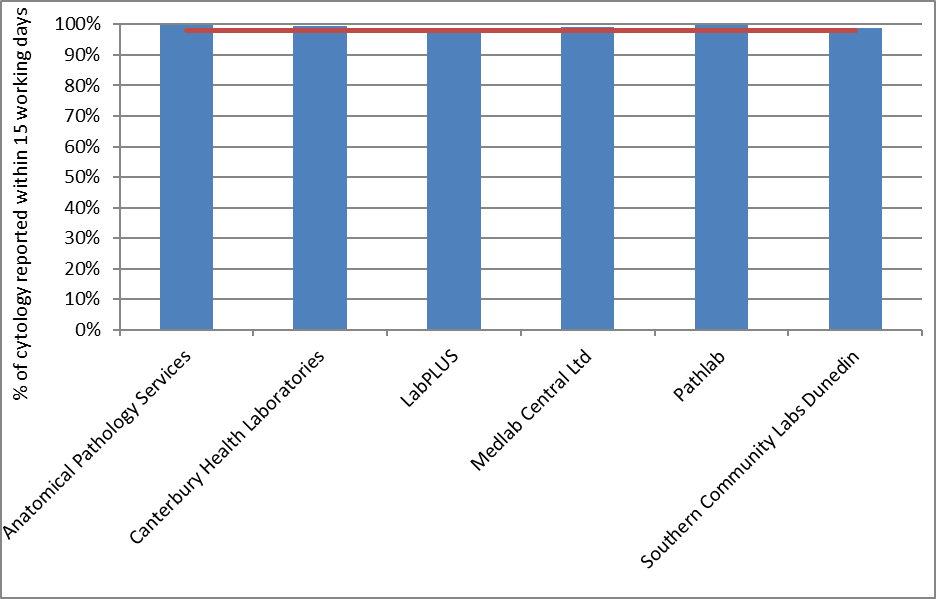 % of cytology reported within 15 working days
100%
90%
80%
70%
60%
50%
40%
30%
20%
10%
0%
Anatomical Pathology Services
Canterbury Health Laboratories
LabPLUS
Medlab Central Ltd
Pathlab
Southern Community Labs Dunedin